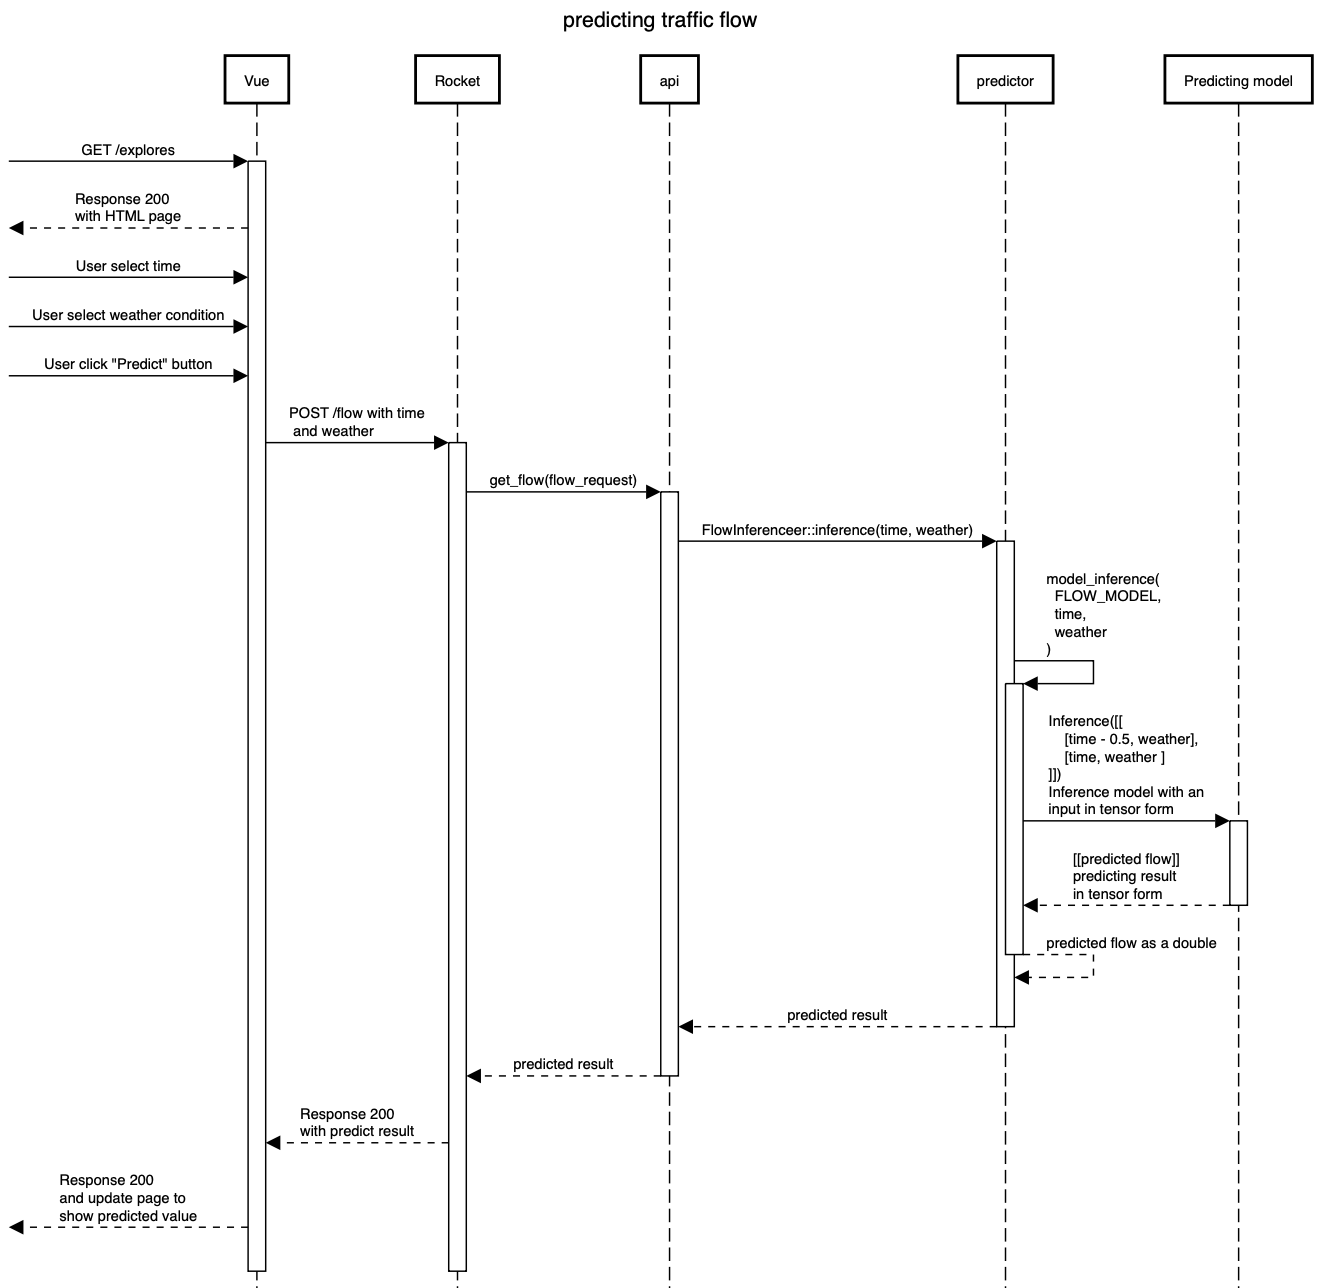 predicting traffic flow
Vue
Rocket
api
predictor
Predicting model
GET /explores
Response 200
with HTML page
User select time
User select weather condition
User click "Predict" button
POST /flow with time
and weather
get_flow(flow_request)
FlowInferenceer::inference(time, weather)
model_inference(
FLOW_MODEL,
time,
weather
)
Inference([[
[time - 0.5, weather],
[time, weather ]
]])
Inference model with an
input in tensor form
[[predicted flow]]
predicting result
in tensor form
predicted flow as a double
predicted result
predicted result
Response 200
with predict result
Response 200
and update page to
show predicted value